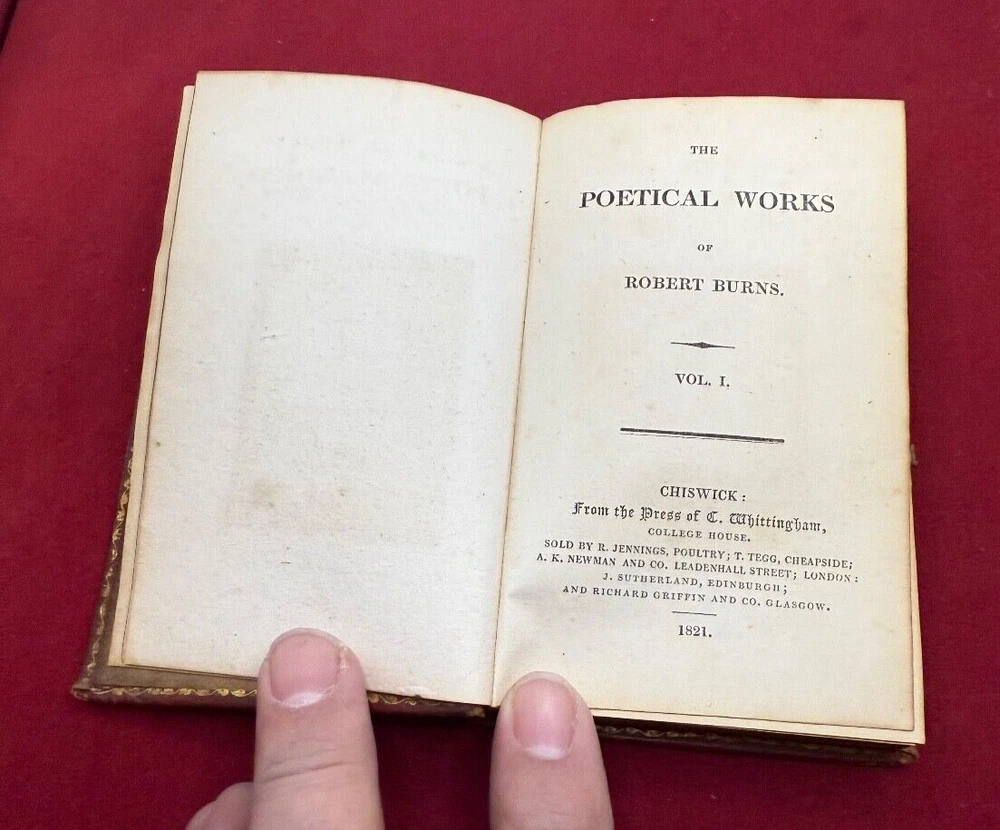 THE
POETICAL WORKS
OF
ROBERT BURNS.
VOL. I.
CHISWICK:
From the Press of C. Whittingham,
COLLEGE HOUSE.
SOLD BY R. JENNINGS, POULTRY; T. TEGG, CHEAPSIDE;
A. K. NEWMAN AND CO. LEADENHALL STREET; LONDON:
J. SUTHERLAND, EDINBURGH;
AND RICHARD GRIFFIN AND CO. GLASGOW.
1821.